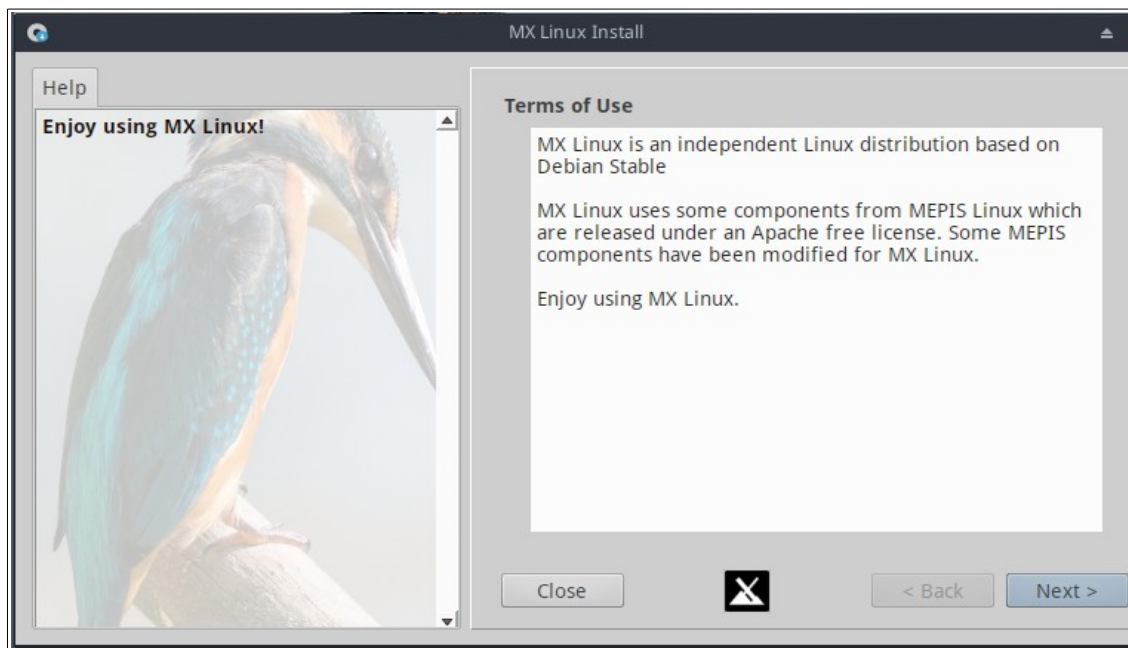 MX Linux Install
Help
Enjoy using MX Linux!
Terms of Use
MX Linux is an independent Linux distribution based on
Debian Stable
MX Linux uses some components from MEPIS Linux which
are released under an Apache free license. Some MEPIS
components have been modified for MX Linux.
Enjoy using MX Linux.
Close
< Back
Next >